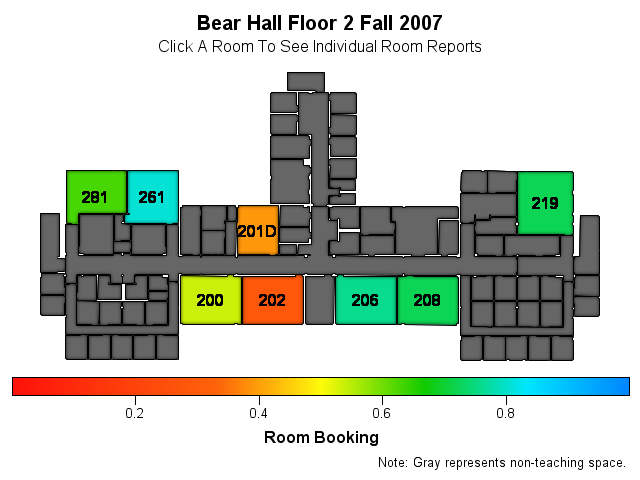 Bear Hall Floor 2 Fall 2007
Click A Room To See Individual Room Reports
281
261
219
201D
200
202
206
208
0.2 0.4 0.6 0.8
Room Booking
Note: Gray represents non-teaching space.